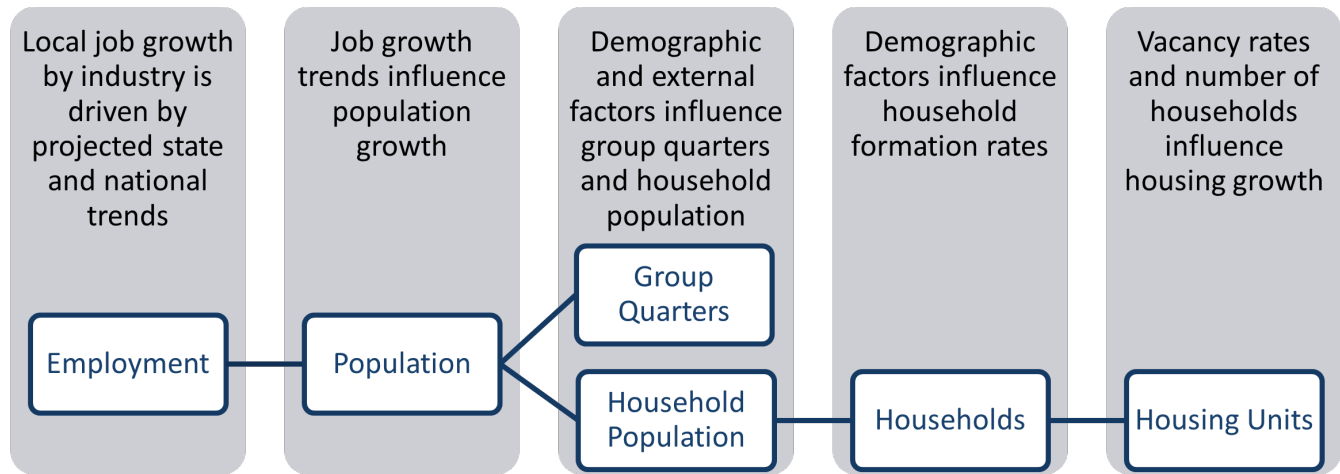 Local job growth
by industry is
driven by
projected state
and national
trends
Employment
Job growth
trends influence
population
growth
Population
Demographic
and external
factors influence
group quarters
and household
population
Group
Quarters
Household
Population
Demographic
factors influence
household
formation rates
Households
Vacancy rates
and number of
households
influence
housing growth
Housing Units